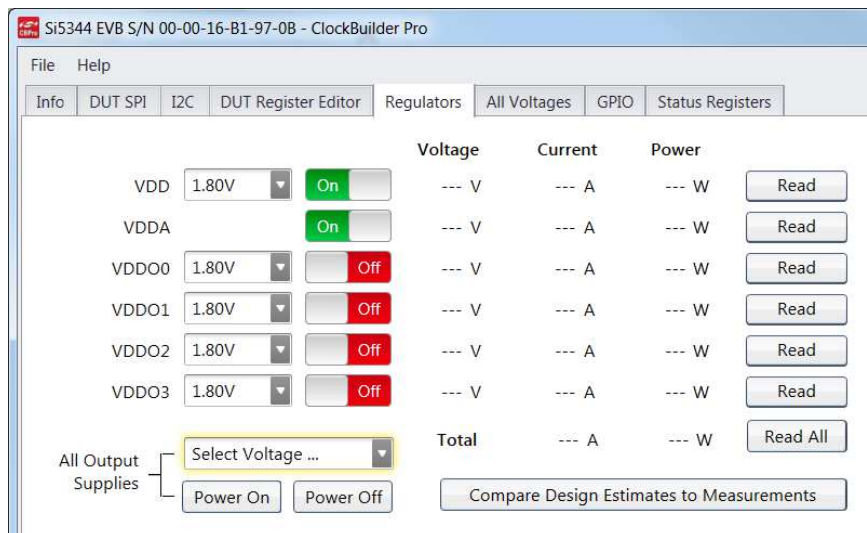 CBPro Si5344 EVB S/N 00-00-16-B1-97-0B - ClockBuilder Pro
File Help
Info DUT SPI I2C DUT Register Editor Regulators All Voltages GPIO Status Registers
Voltage Current Power
VDD 1.80V On --- V --- A --- W Read
VDDA On --- V --- A --- W Read
VDDO0 1.80V Off --- V --- A --- W Read
VDDO1 1.80V Off --- V --- A --- W Read
VDDO2 1.80V Off --- V --- A --- W Read
VDDO3 1.80V Off --- V --- A --- W Read
All Output Supplies Select Voltage ... Total --- A --- W Read All
Power On Power Off Compare Design Estimates to Measurements